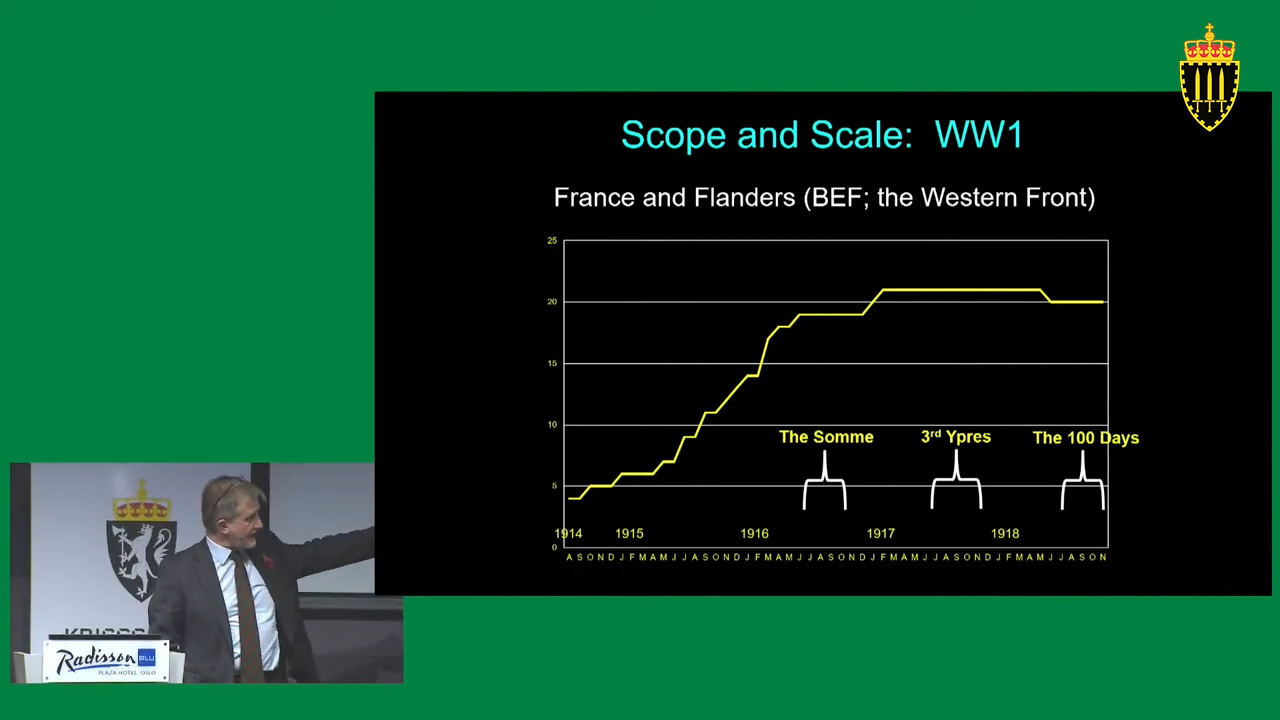 Scope and Scale: WW1
France and Flanders (BEF; the Western Front)
25
20
15
10
5
0
The Somme
3rd Ypres
The 100 Days
1914
1915
1916
1917
1918
A S O N D J F M A M J J A S O N D J F M A M J J A S O N D J F M A M J J A S O N D J F M A M J J A S O N
Radisson BLU
PLAZA HOTEL, OSLO